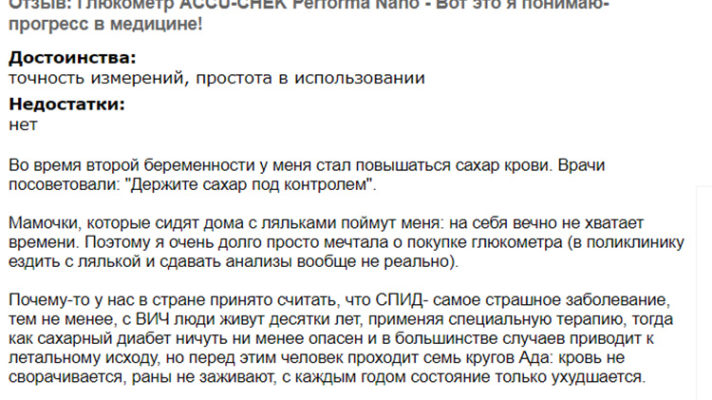 Отзыв: Глюкометр ACCU-CHEK Performa Nano - Вот это я понимаю-
прогресс в медицине!
Достоинства:
точность измерений, простота в использовании
Недостатки:
нет
Во время второй беременности у меня стал повышаться сахар крови. Врачи
посоветовали: "Держите сахар под контролем".
Мамочки, которые сидят дома с ляльками поймут меня: на себя вечно не хватает
времени. Поэтому я очень долго просто мечтала о покупке глюкометра (в поликлинику
ездить с лялькой и сдавать анализы вообще не реально).
Почему-то у нас в стране принято считать, что СПИД- самое страшное заболевание,
тем не менее, с ВИЧ люди живут десятки лет, применяя специальную терапию, тогда
как сахарный диабет ничуть ни менее опасен и в большинстве случаев приводит к
летальному исходу, но перед этим человек проходит семь кругов Ада: кровь не
сворачивается, раны не заживают, с каждым годом состояние только ухудшается.